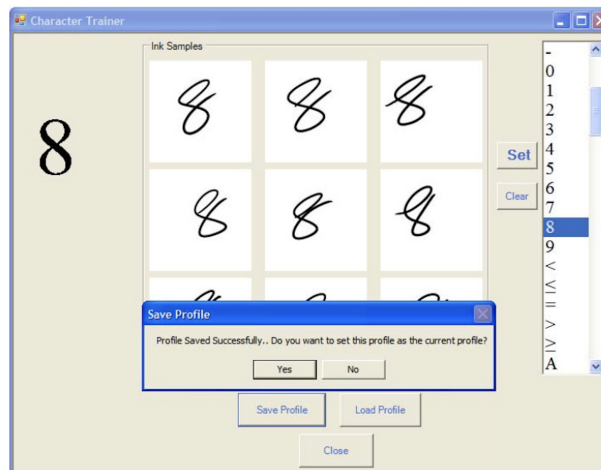 Character Trainer
Ink Samples
8
8 8 8
8 8 8
Set
Clear
-
0
1
2
3
4
5
6
7
8
9
<
≤
=
>
≥
A
Save Profile
Profile Saved Successfully.. Do you want to set this profile as the current profile?
Yes No
Save Profile Load Profile
Close